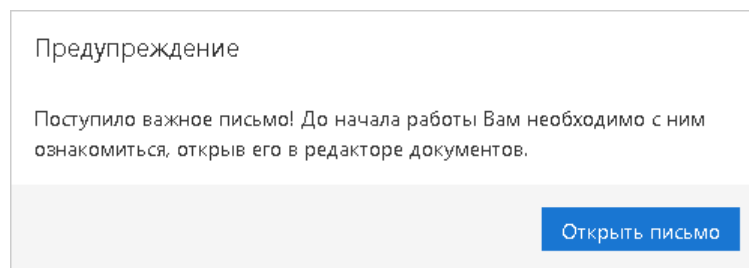 Предупреждение
Поступило важное письмо! До начала работы Вам необходимо с ним
ознакомиться, открыв его в редакторе документов.
Открыть письмо